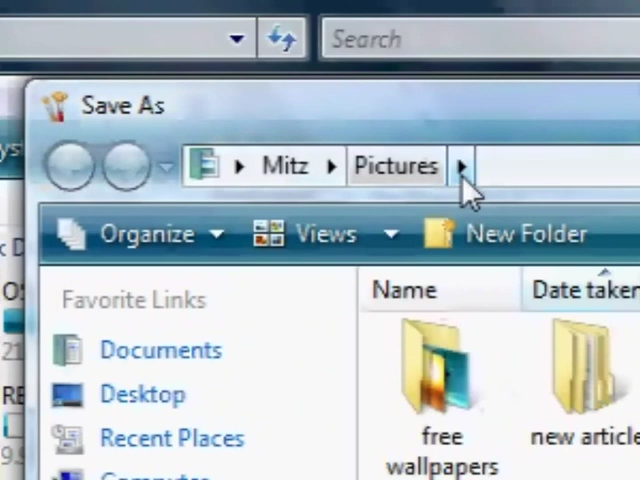 Search
Save As
Mitz Pictures
Organize Views New Folder
Favorite Links
Name Date taken
Documents
Desktop
Recent Places
free
wallpapers
new article